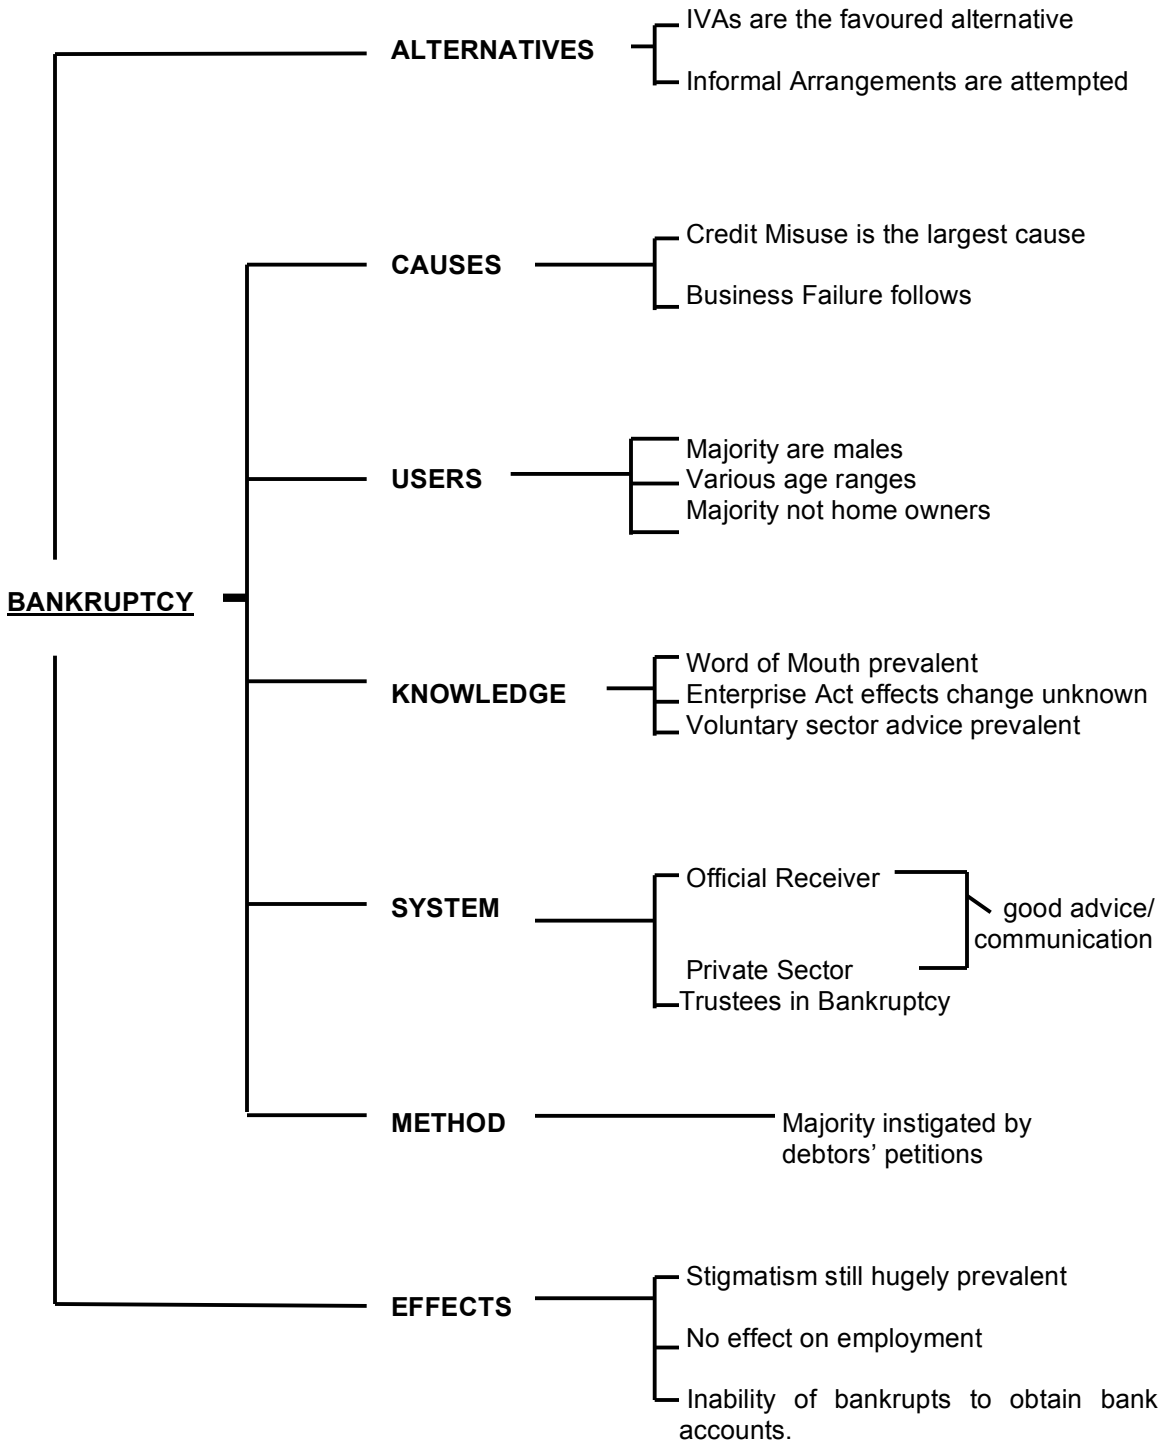 IVAs are the favoured alternative
ALTERNATIVES
Informal Arrangements are attempted
Credit Misuse is the largest cause
CAUSES
Business Failure follows
Majority are males
USERS
Various age ranges
Majority not home owners
BANKRUPTCY
Word of Mouth prevalent
KNOWLEDGE
Enterprise Act effects change unknown
Voluntary sector advice prevalent
Official Receiver
SYSTEM
good advice/
communication
Private Sector
Trustees in Bankruptcy
METHOD
Majority instigated by
debtors’ petitions
Stigmatism still hugely prevalent
EFFECTS
No effect on employment
Inability of bankrupts to obtain bank
accounts.